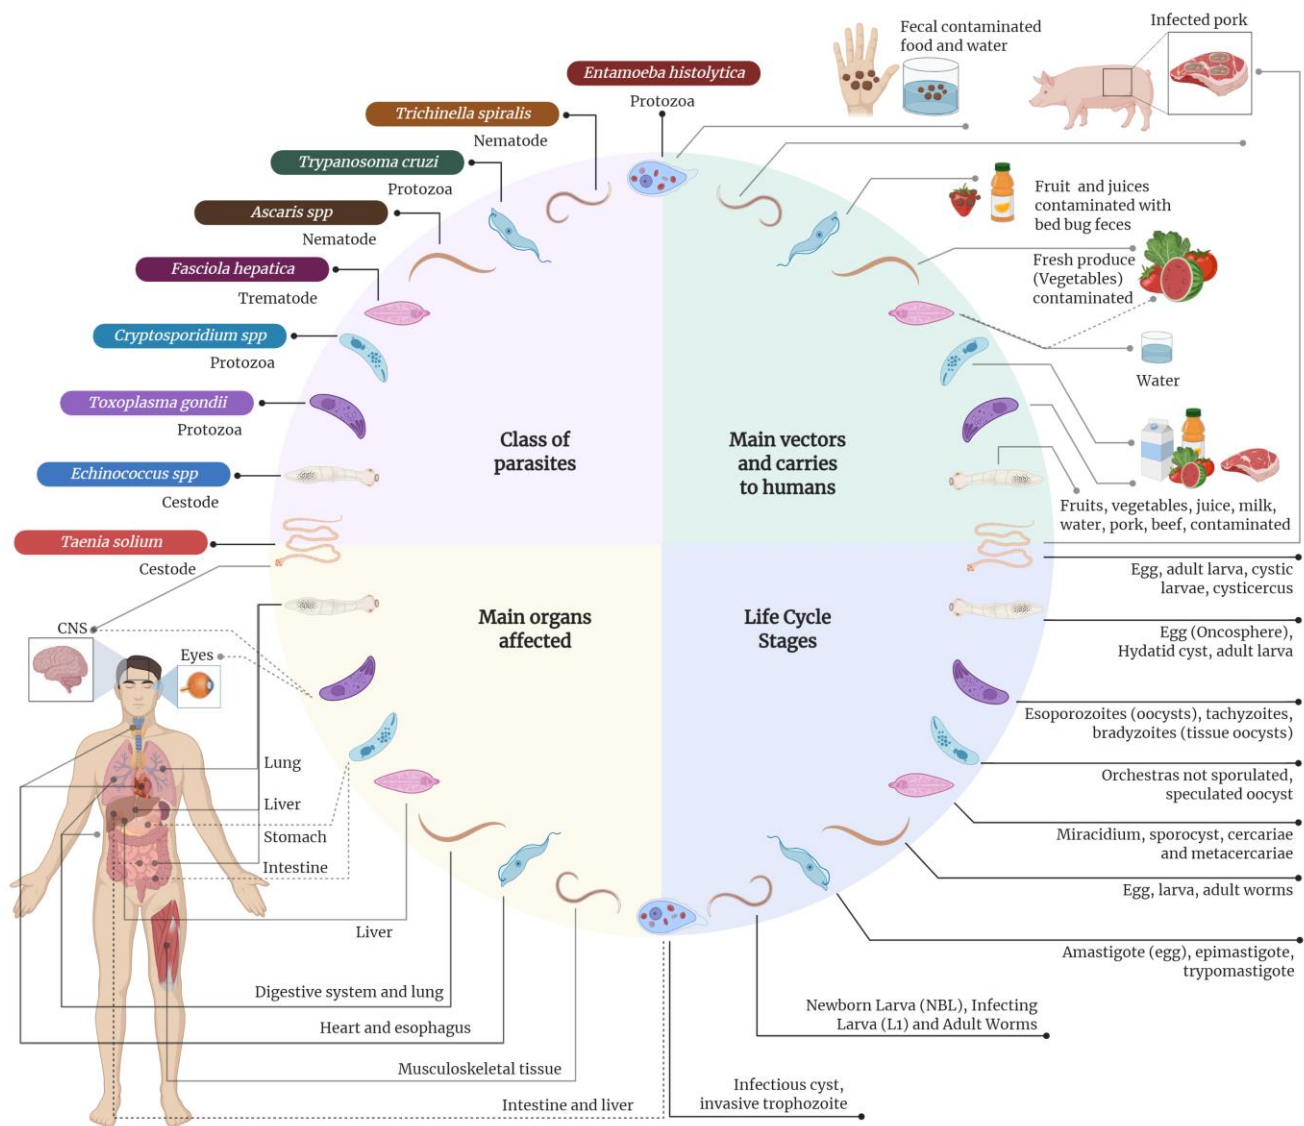 Fecal contaminated
food and water
Infected pork
Entamoeba histolytica
Protozoa
Trichinella spiralis
Nematode
Trypanosoma cruzi
Protozoa
Ascaris spp
Nematode
Fasciola hepatica
Trematode
Cryptosporidium spp
Protozoa
Toxoplasma gondii
Protozoa
Echinococcus spp
Cestode
Taenia solium
Cestode
Class of
parasites
Main vectors
and carries
to humans
Fruit and juices
contaminated with
bed bug feces
Fresh produce
(Vegetables)
contaminated
Water
Fruits, vegetables, juice, milk,
water, pork, beef, contaminated
Main organs
affected
Life Cycle
Stages
Egg, adult larva, cystic
larvae, cysticercus
Egg (Oncosphere),
Hydatid cyst, adult larva
Esoporozoites (oocysts), tachyzoites,
bradyzoites (tissue oocysts)
Orchestras not sporulated,
speculated oocyst
Miracidium, sporocyst, cercariae
and metacercariae
Egg, larva, adult worms
Amastigote (egg), epimastigote,
trypomastigote
Newborn Larva (NBL), Infecting
Larva (L1) and Adult Worms
Infectious cyst,
invasive trophozoite
CNS
Eyes
Lung
Liver
Stomach
Intestine
Liver
Digestive system and lung
Heart and esophagus
Musculoskeletal tissue
Intestine and liver